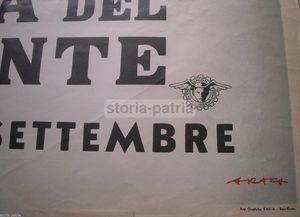 A DEL
NTE
storia-patria
SETTEMBRE